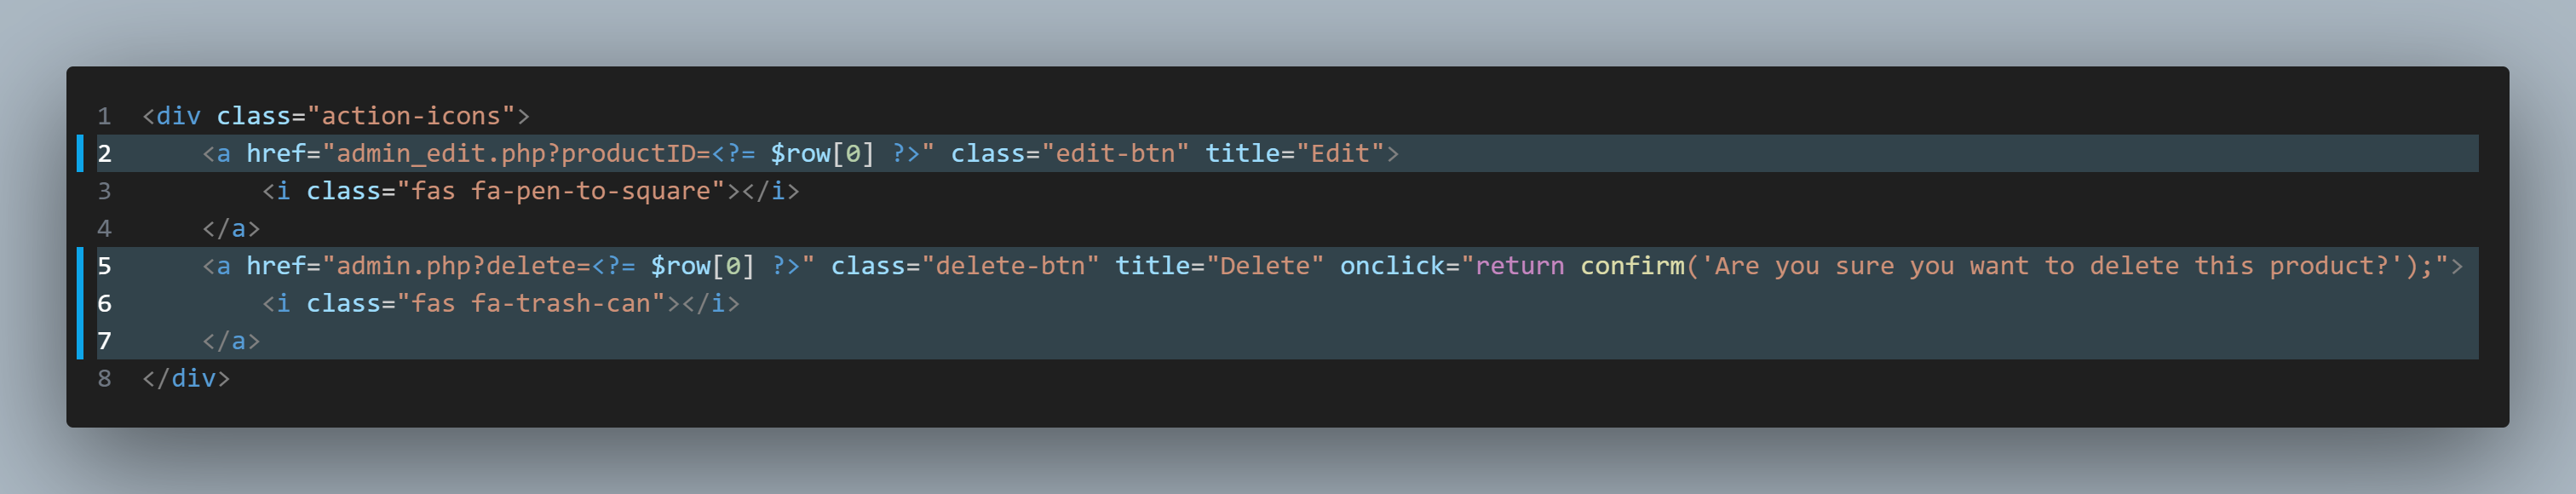 1 <div class="action-icons">
2     <a href="admin_edit.php?productID=<?= $row[0] ?>" class="edit-btn" title="Edit">
3         <i class="fas fa-pen-to-square"></i>
4     </a>
5     <a href="admin.php?delete=<?= $row[0] ?>" class="delete-btn" title="Delete" onclick="return confirm('Are you sure you want to delete this product?');">
6         <i class="fas fa-trash-can"></i>
7     </a>
8 </div>